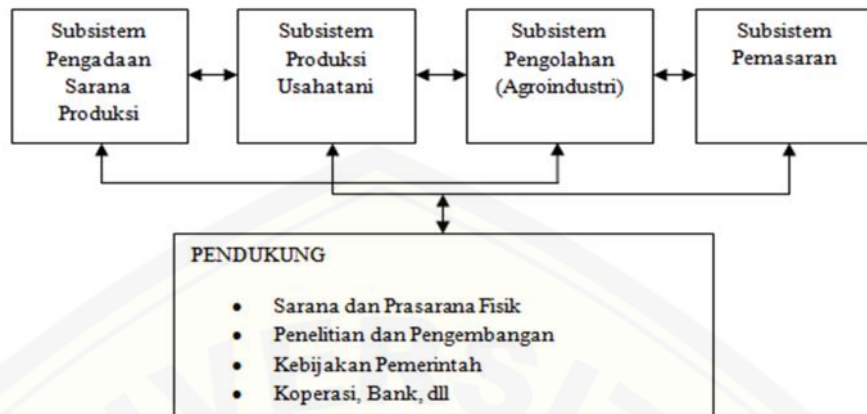 Subsistem
Pengadaan
Sarana
Produksi
Subsistem
Produksi
Usahatani
Subsistem
Pengolahan
(Agroindustri)
Subsistem
Pemasaran
PENDUKUNG
• Sarana dan Prasarana Fisik
• Penelitian dan Pengembangan
• Kebijakan Pemerintah
• Koperasi, Bank, dll